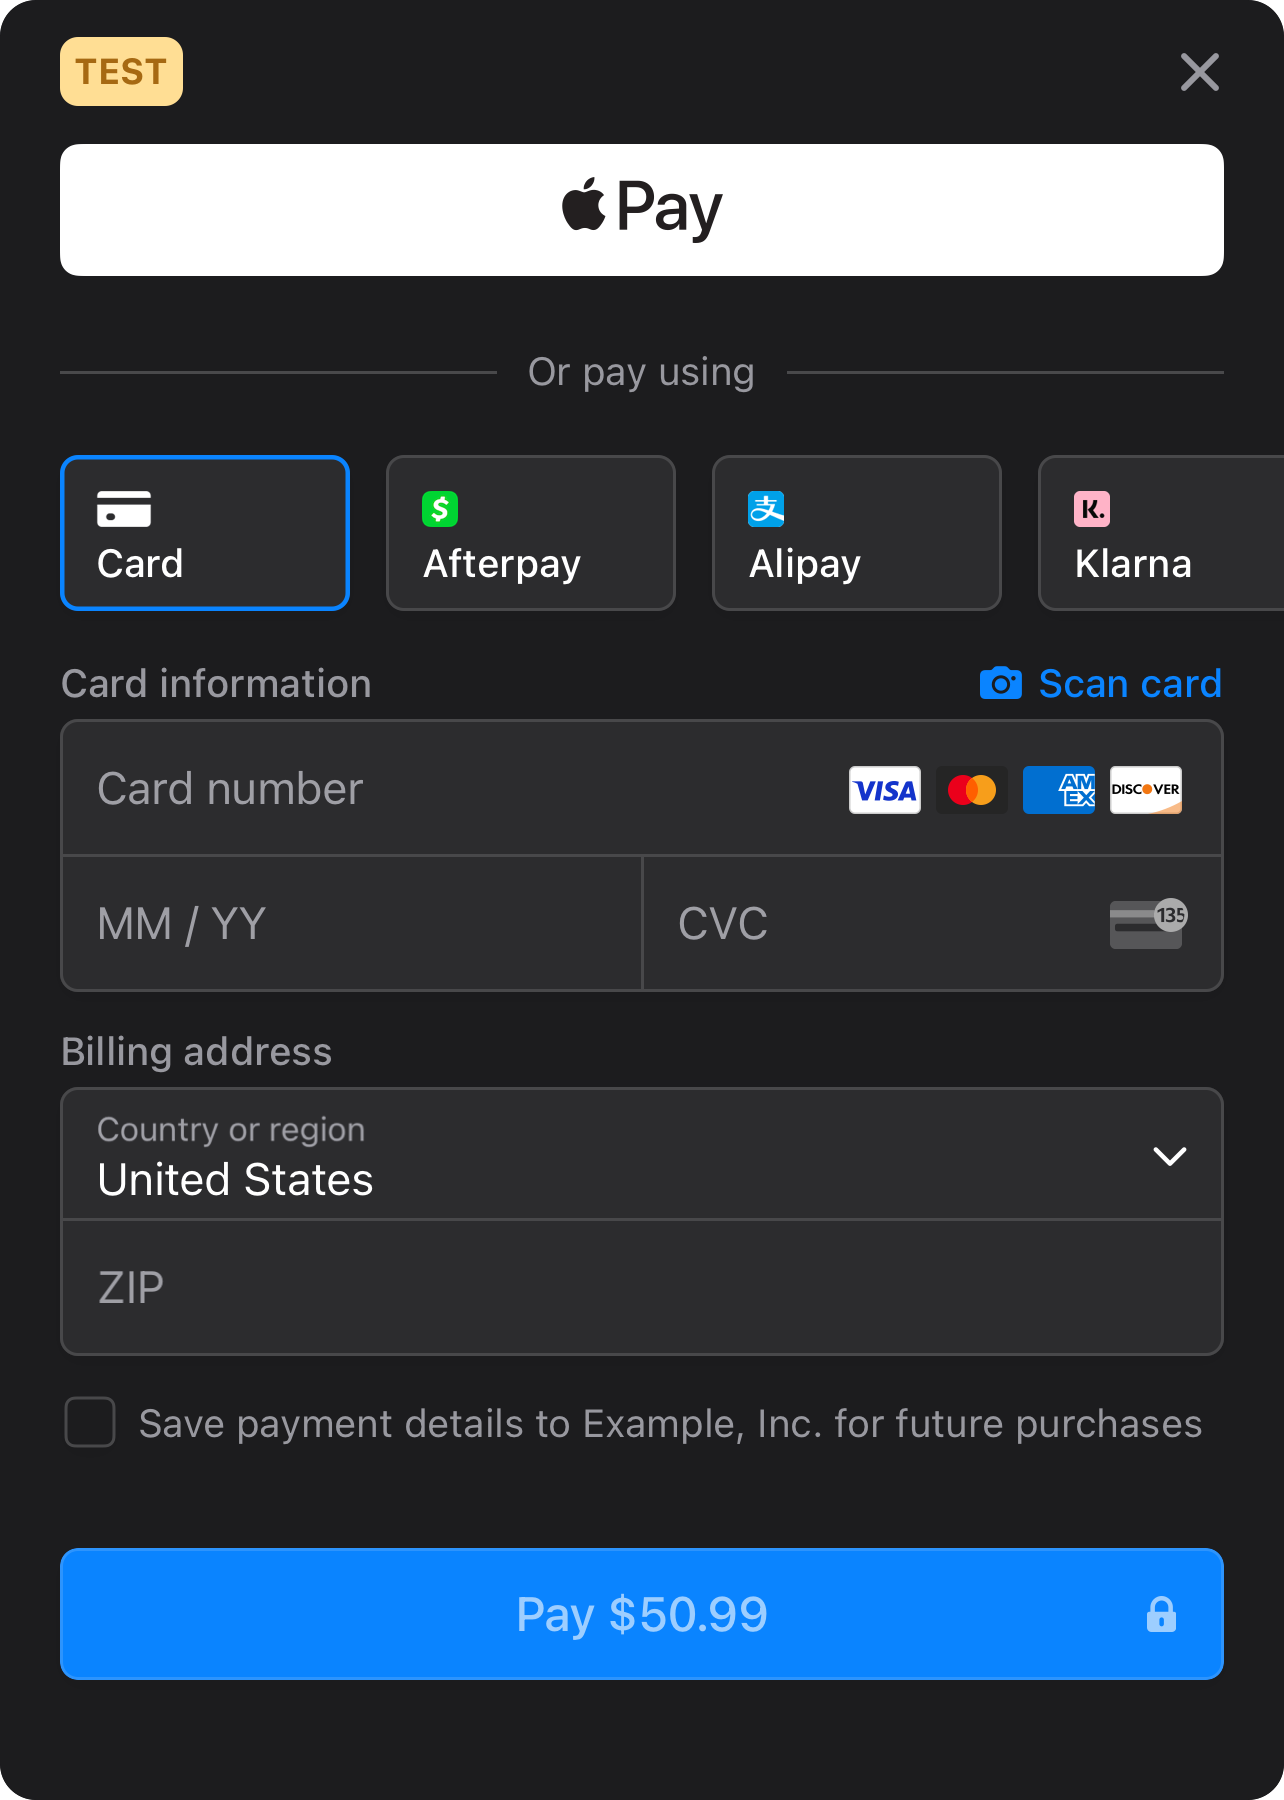 TEST
Pay
Or pay using
Card
$
Afterpay
支
Alipay
K.
Klarna
Card information
Scan card
Card number
VISA
AM
EX
DISCOVER
MM / YY
CVC
135
Billing address
Country or region
United States
ZIP
Save payment details to Example, Inc. for future purchases
Pay $50.99